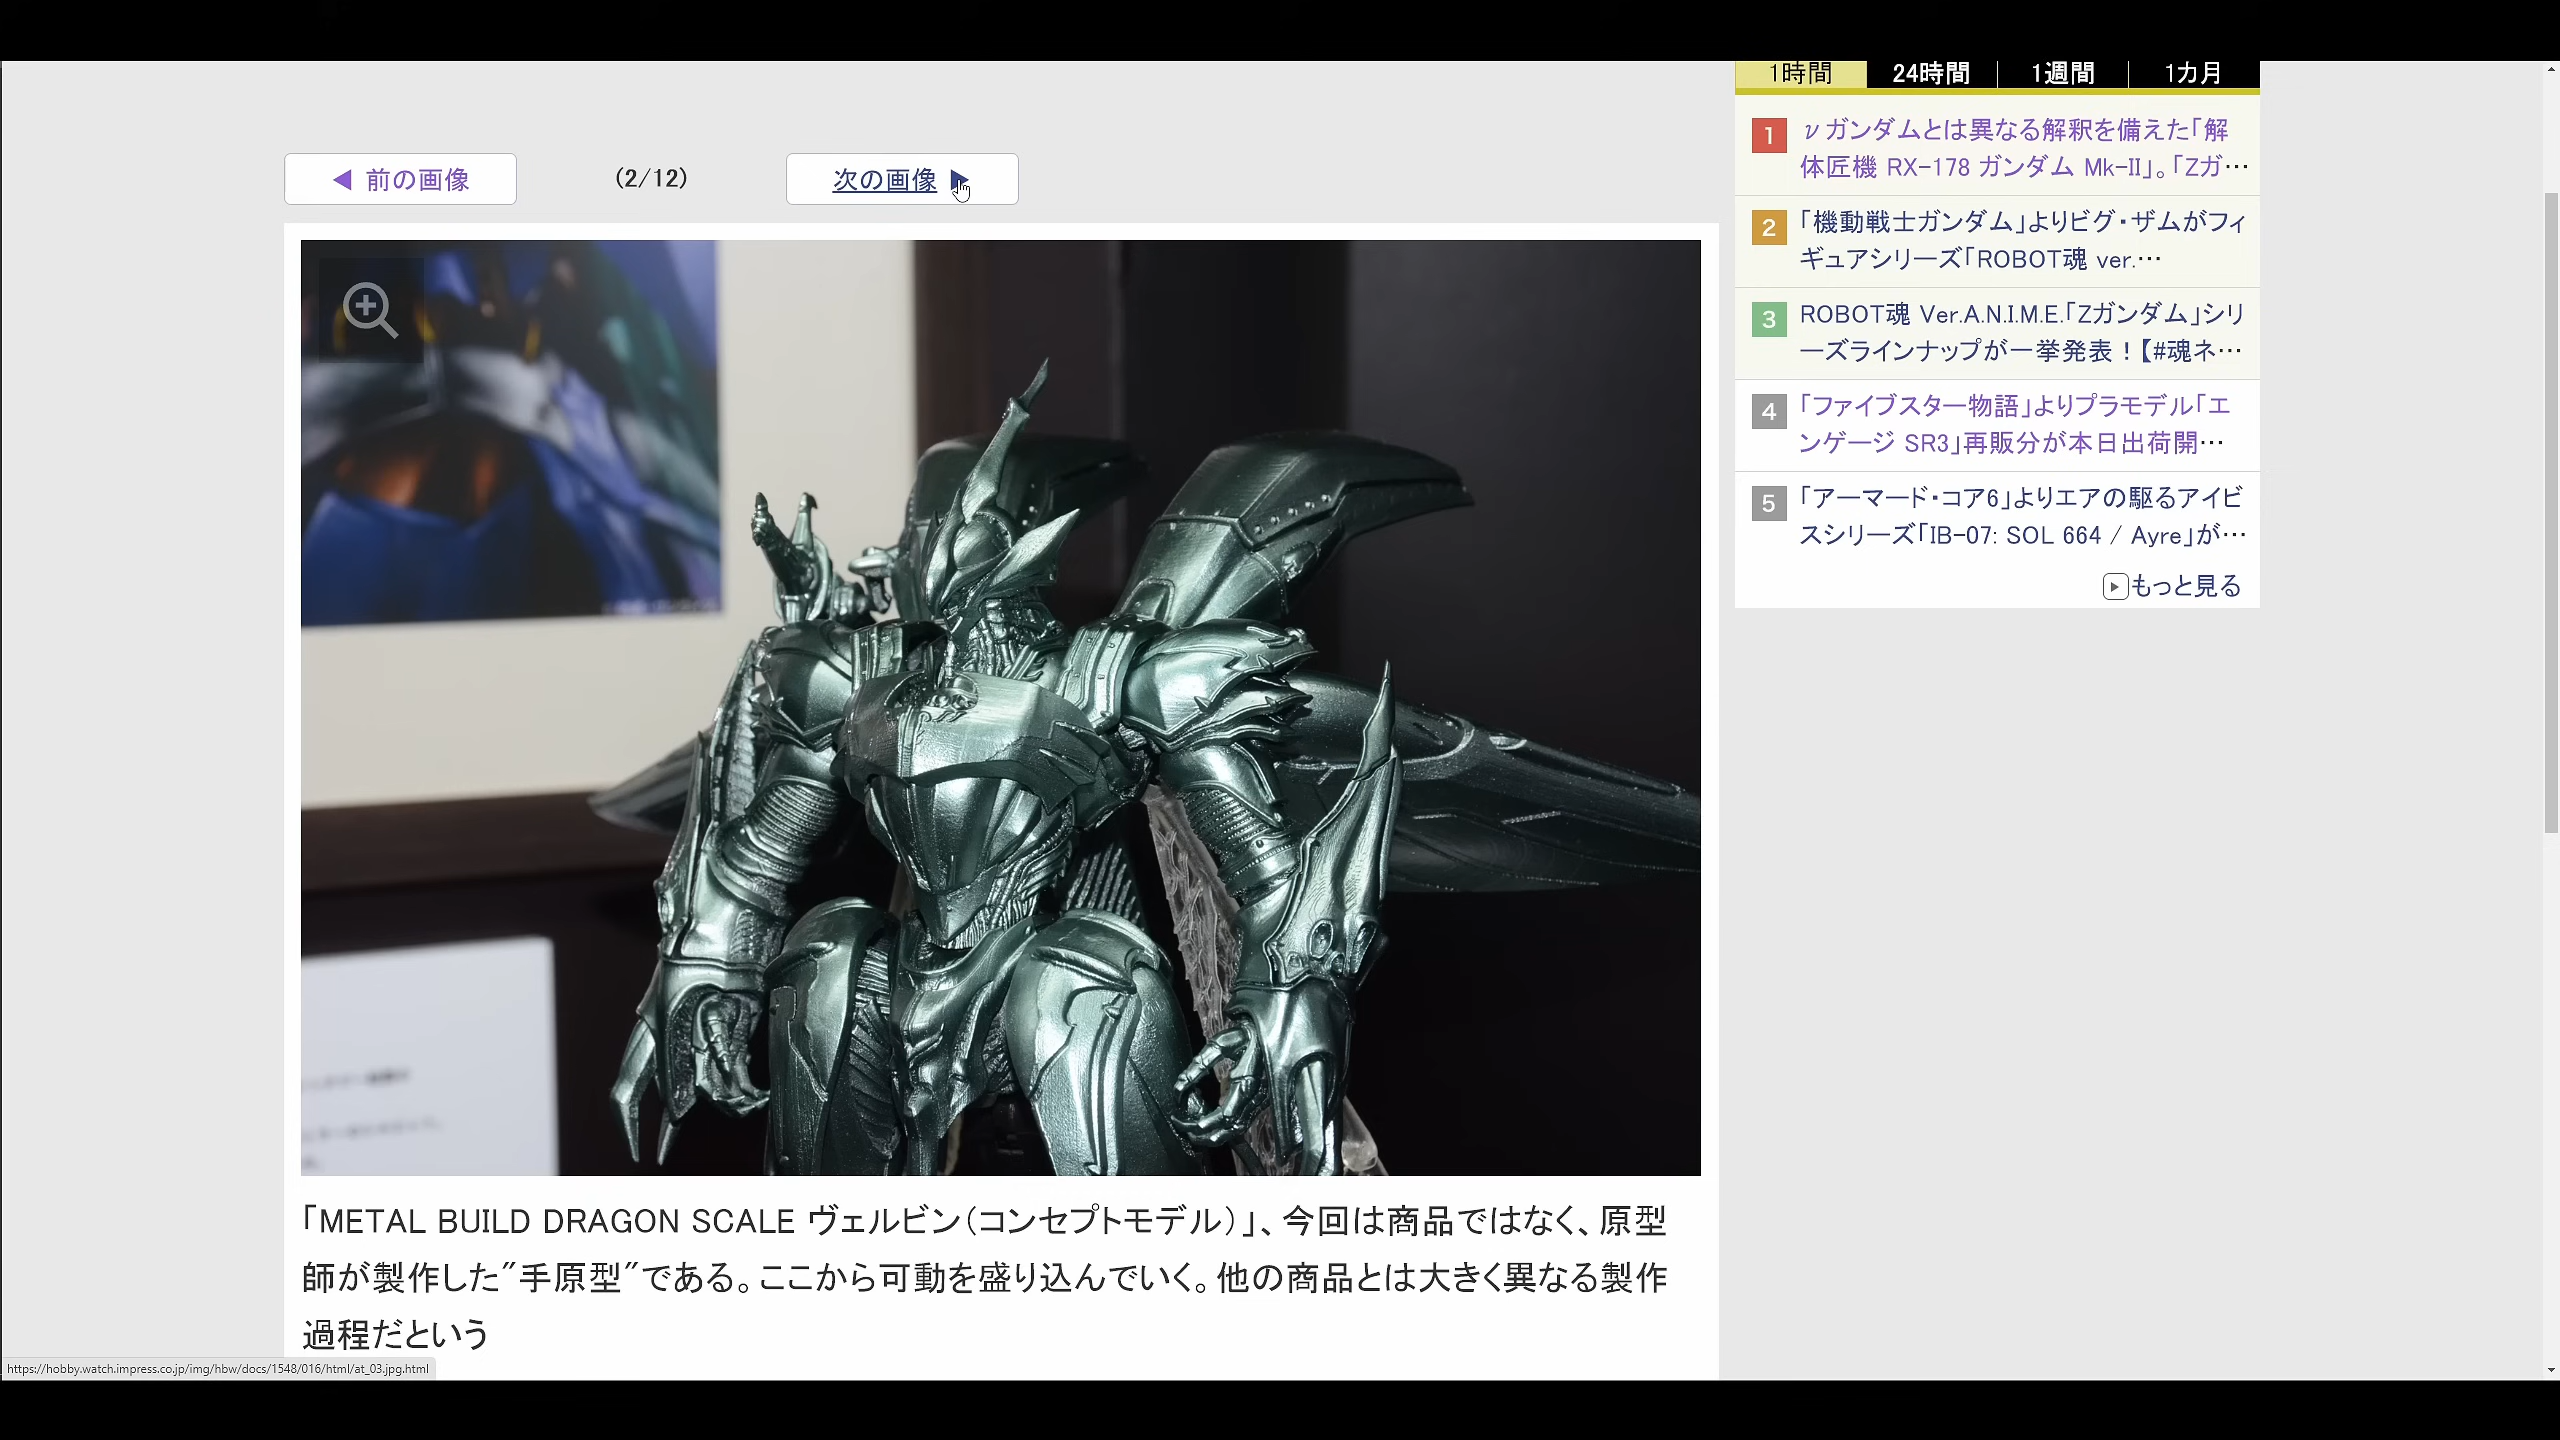 1時間 24時間 1週間 1カ月
◀ 前の画像 (2/12) 次の画像 ▶
1 νガンダムとは異なる解釈を備えた「解
体匠機 RX-178 ガンダム Mk-II」。「Zガ…
2 「機動戦士ガンダム」よりビグ・ザムがフィ
ギュアシリーズ「ROBOT魂 ver.…
3 ROBOT魂 Ver.A.N.I.M.E.「Zガンダム」シリ
ーズラインナップが一挙発表！【#魂ネ…
4 「ファイブスター物語」よりプラモデル「エ
ンゲージ SR3」再販分が本日出荷開…
5 「アーマード・コア6」よりエアの駆るアイビ
スシリーズ「IB-07: SOL 664 / Ayre」が…
もっと見る
「METAL BUILD DRAGON SCALE ヴェルビン（コンセプトモデル）」、今回は商品ではなく、原型
師が製作した″手原型″である。ここから可動を盛り込んでいく。他の商品とは大きく異なる製作
過程だという
https://hobby.watch.impress.co.jp/img/hbw/docs/1548/016/html/at_03.jpg.html